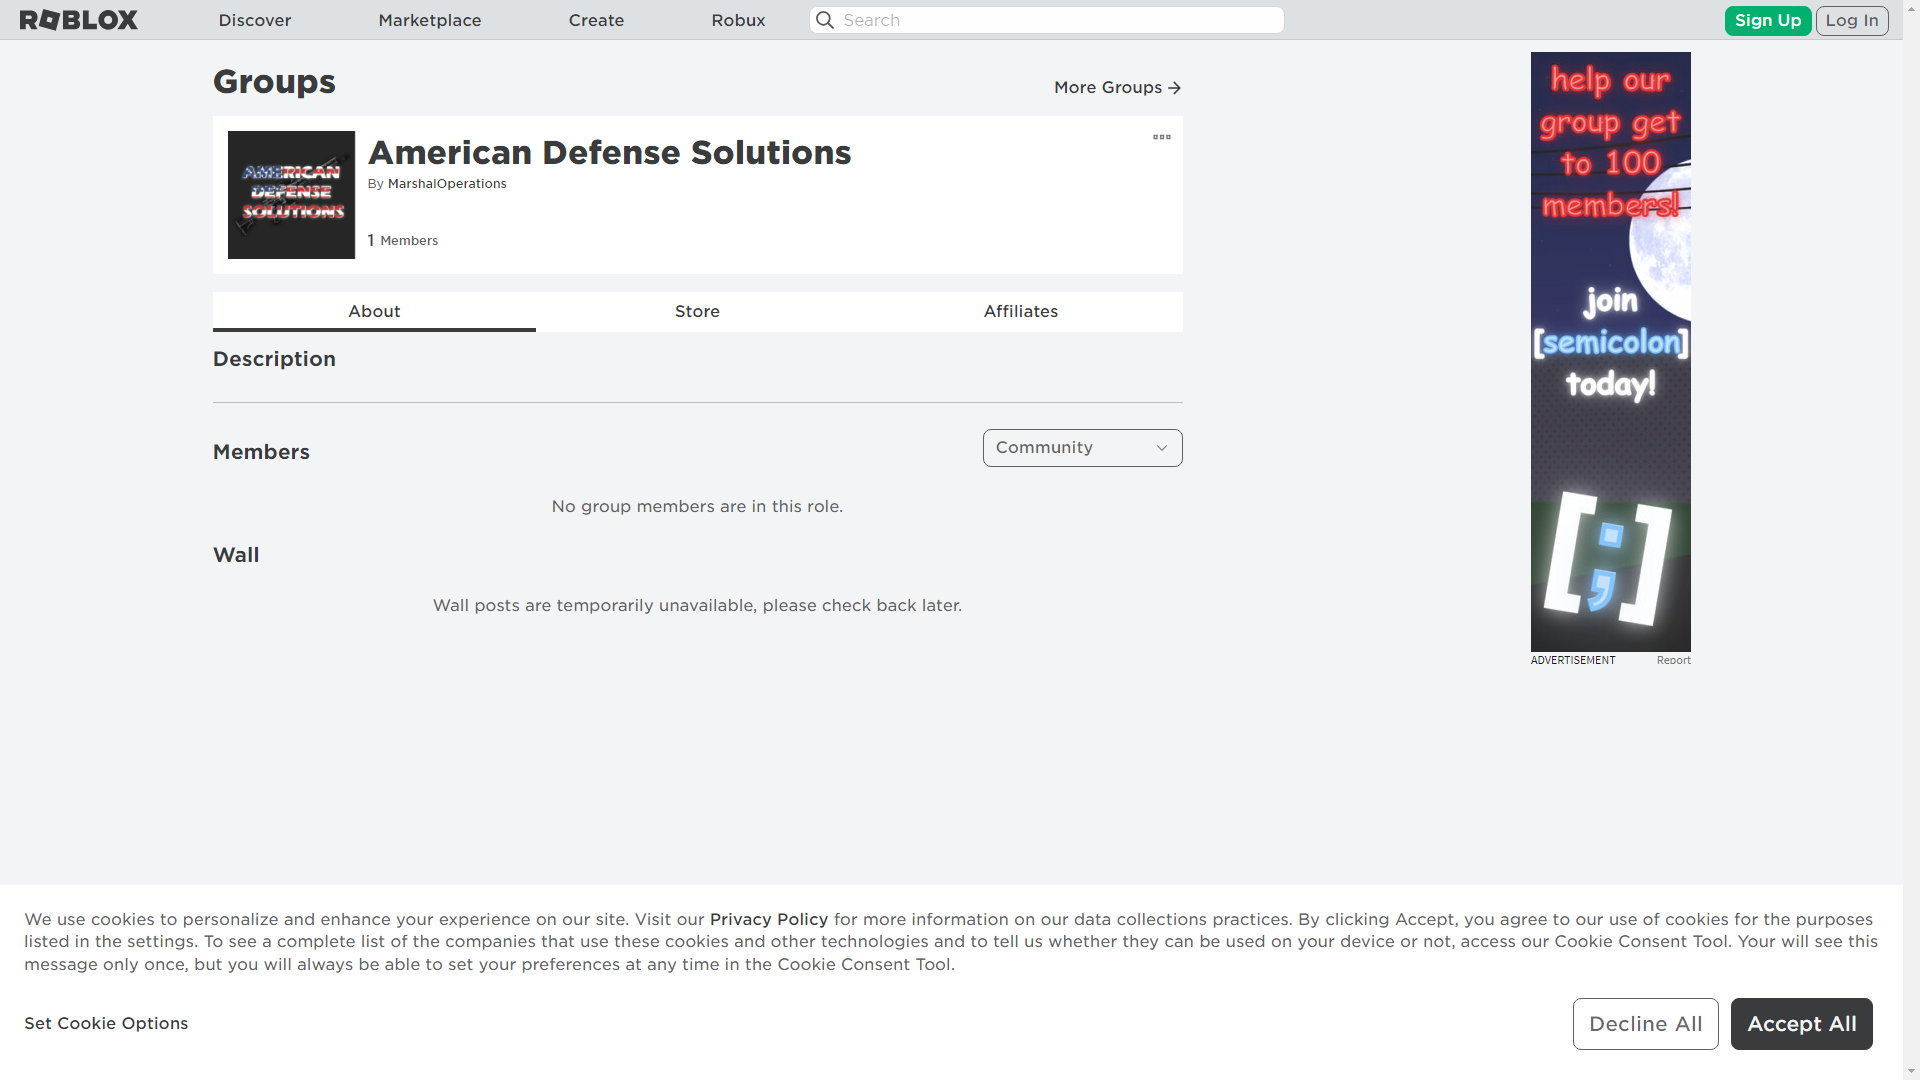 ROBLOX
Discover
Marketplace
Create
Robux
Search
Sign Up
Log In
Groups
More Groups
AMERICAN
DEFENSE
SOLUTIONS
American Defense Solutions
By MarshalOperations
1 Members
About
Store
Affiliates
Description
Members
Community
No group members are in this role.
Wall
Wall posts are temporarily unavailable, please check back later.
help our
group get
to 100
members!
join
[semicolon]
today!
[;]
ADVERTISEMENT
Report
We use cookies to personalize and enhance your experience on our site. Visit our Privacy Policy for more information on our data collections practices. By clicking Accept, you agree to our use of cookies for the purposes
listed in the settings. To see a complete list of the companies that use these cookies and other technologies and to tell us whether they can be used on your device or not, access our Cookie Consent Tool. Your will see this
message only once, but you will always be able to set your preferences at any time in the Cookie Consent Tool.
Set Cookie Options
Decline All
Accept All